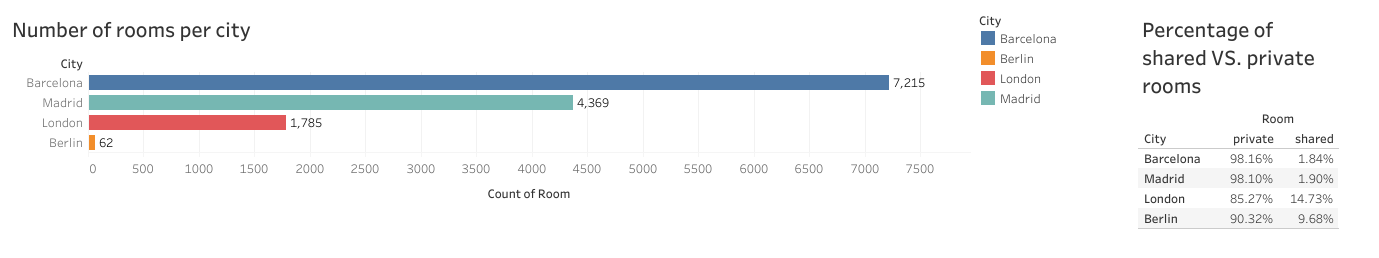 Number of rooms per city
City
Barcelona 7,215
Madrid 4,369
London 1,785
Berlin 62
0 500 1000 1500 2000 2500 3000 3500 4000 4500 5000 5500 6000 6500 7000 7500
Count of Room
City
Barcelona
Berlin
London
Madrid
Percentage of
shared VS. private
rooms
Room
City private shared
Barcelona 98.16% 1.84%
Madrid 98.10% 1.90%
London 85.27% 14.73%
Berlin 90.32% 9.68%